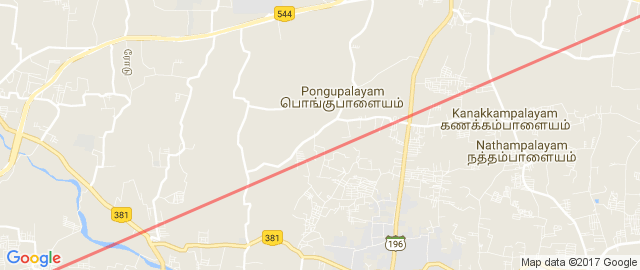 544
ரோடு
Pongupalayam
பொங்குபாளையம்
Kanakkampalayam
கணக்கம்பாளையம்
Nathampalayam
நத்தம்பாளையம்
381
381
196
Google
Map data ©2017 Google